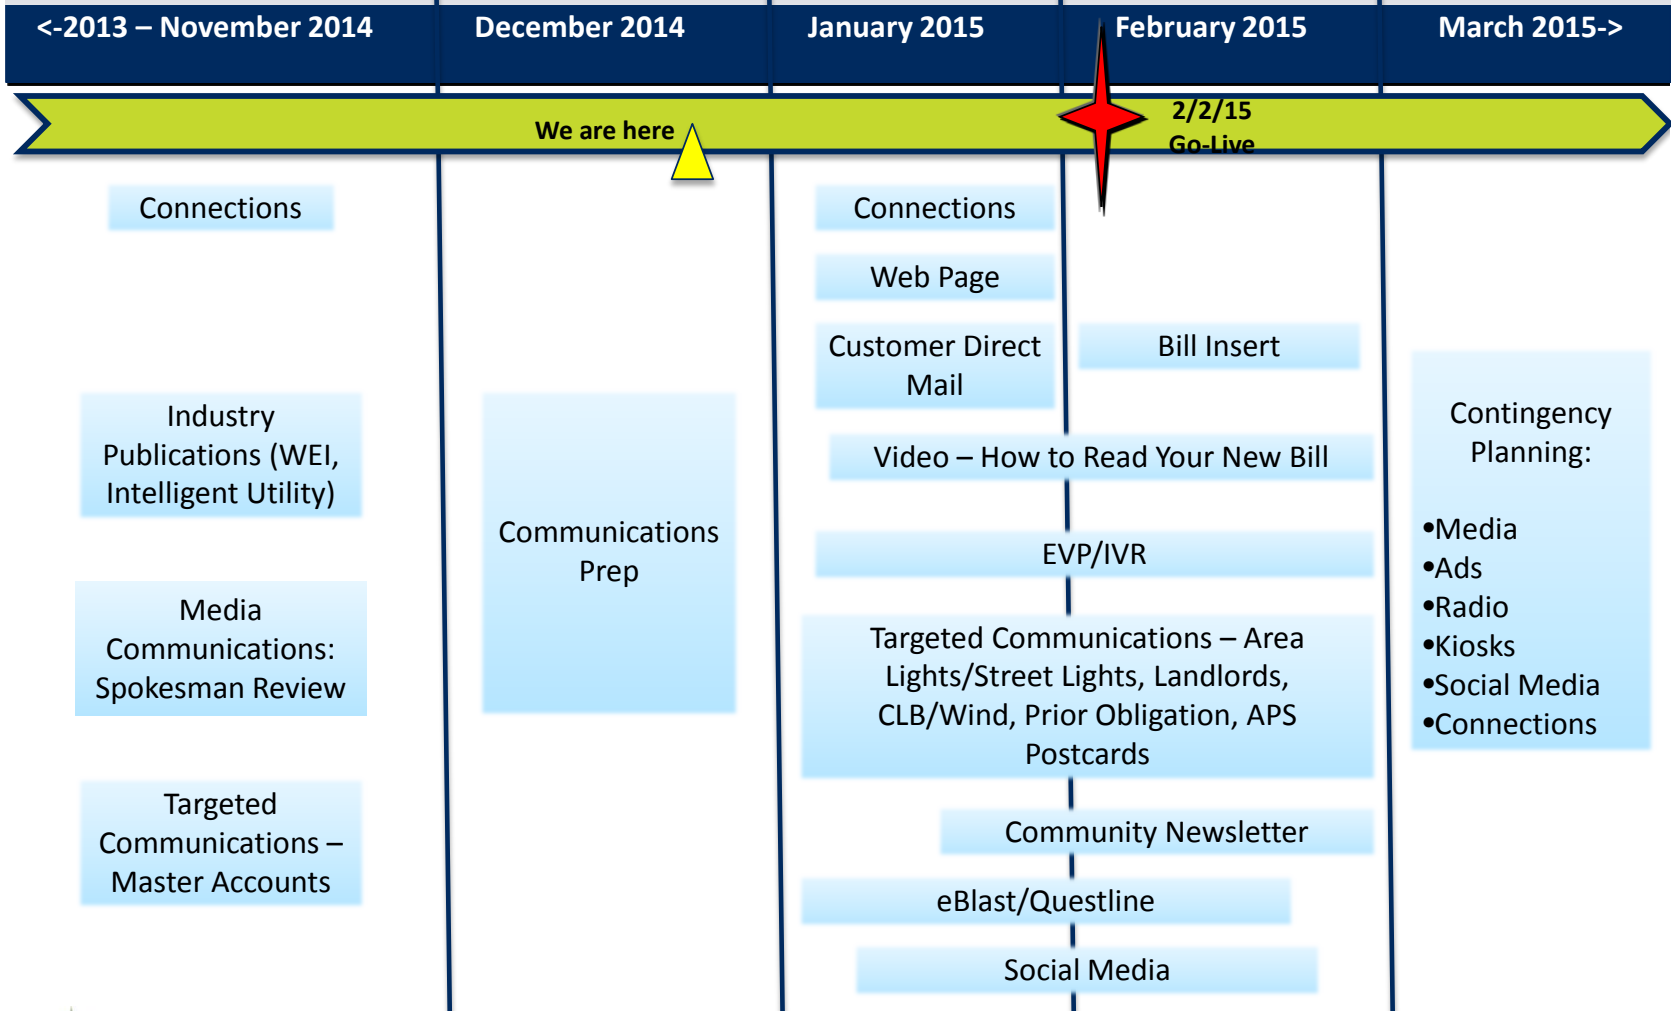 <-2013 – November 2014
December 2014
January 2015
February 2015
March 2015->
We are here
2/2/15
Go-Live
Connections
Industry
Publications (WEI,
Intelligent Utility)
Media
Communications:
Spokesman Review
Targeted
Communications –
Master Accounts
Communications
Prep
Connections
Web Page
Customer Direct
Mail
Bill Insert
Video – How to Read Your New Bill
EVP/IVR
Targeted Communications – Area
Lights/Street Lights, Landlords,
CLB/Wind, Prior Obligation, APS
Postcards
Community Newsletter
eBlast/Questline
Social Media
Contingency
Planning:
•Media
•Ads
•Radio
•Kiosks
•Social Media
•Connections